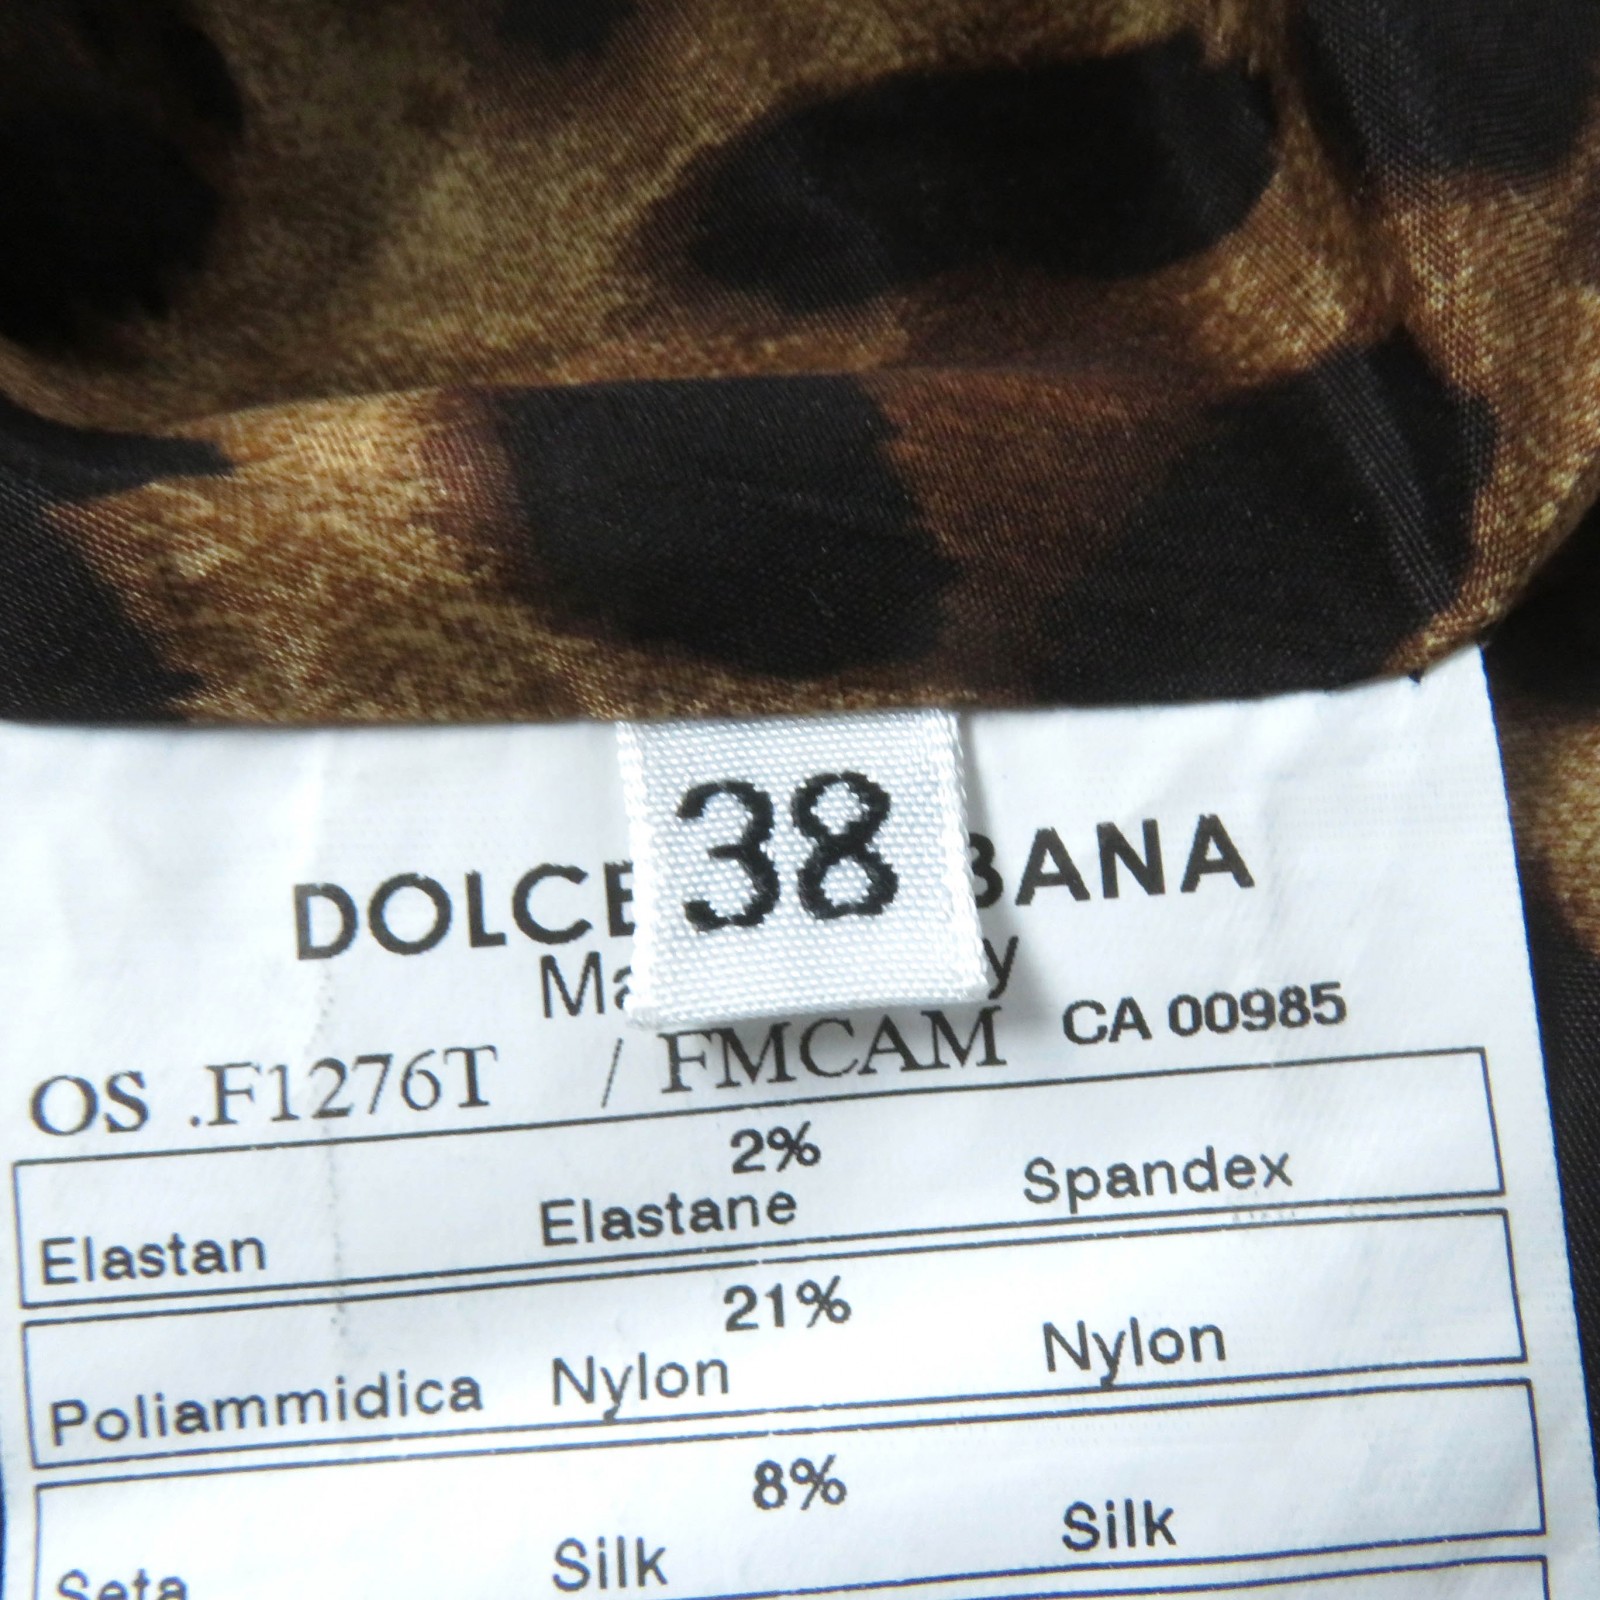 38
DOLCE BANA
OS .F1276T / FMCAM CA 00985
2%
Elastan Elastane Spandex
21%
Poliammidica Nylon Nylon
8%
Seta Silk Silk